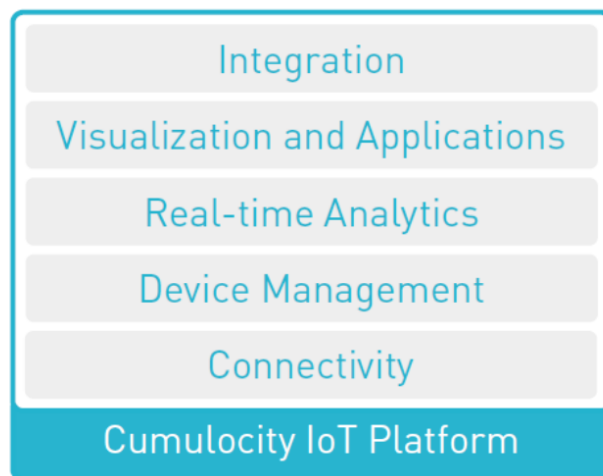 Integration
Visualization and Applications
Real-time Analytics
Device Management
Connectivity
Cumulocity IoT Platform